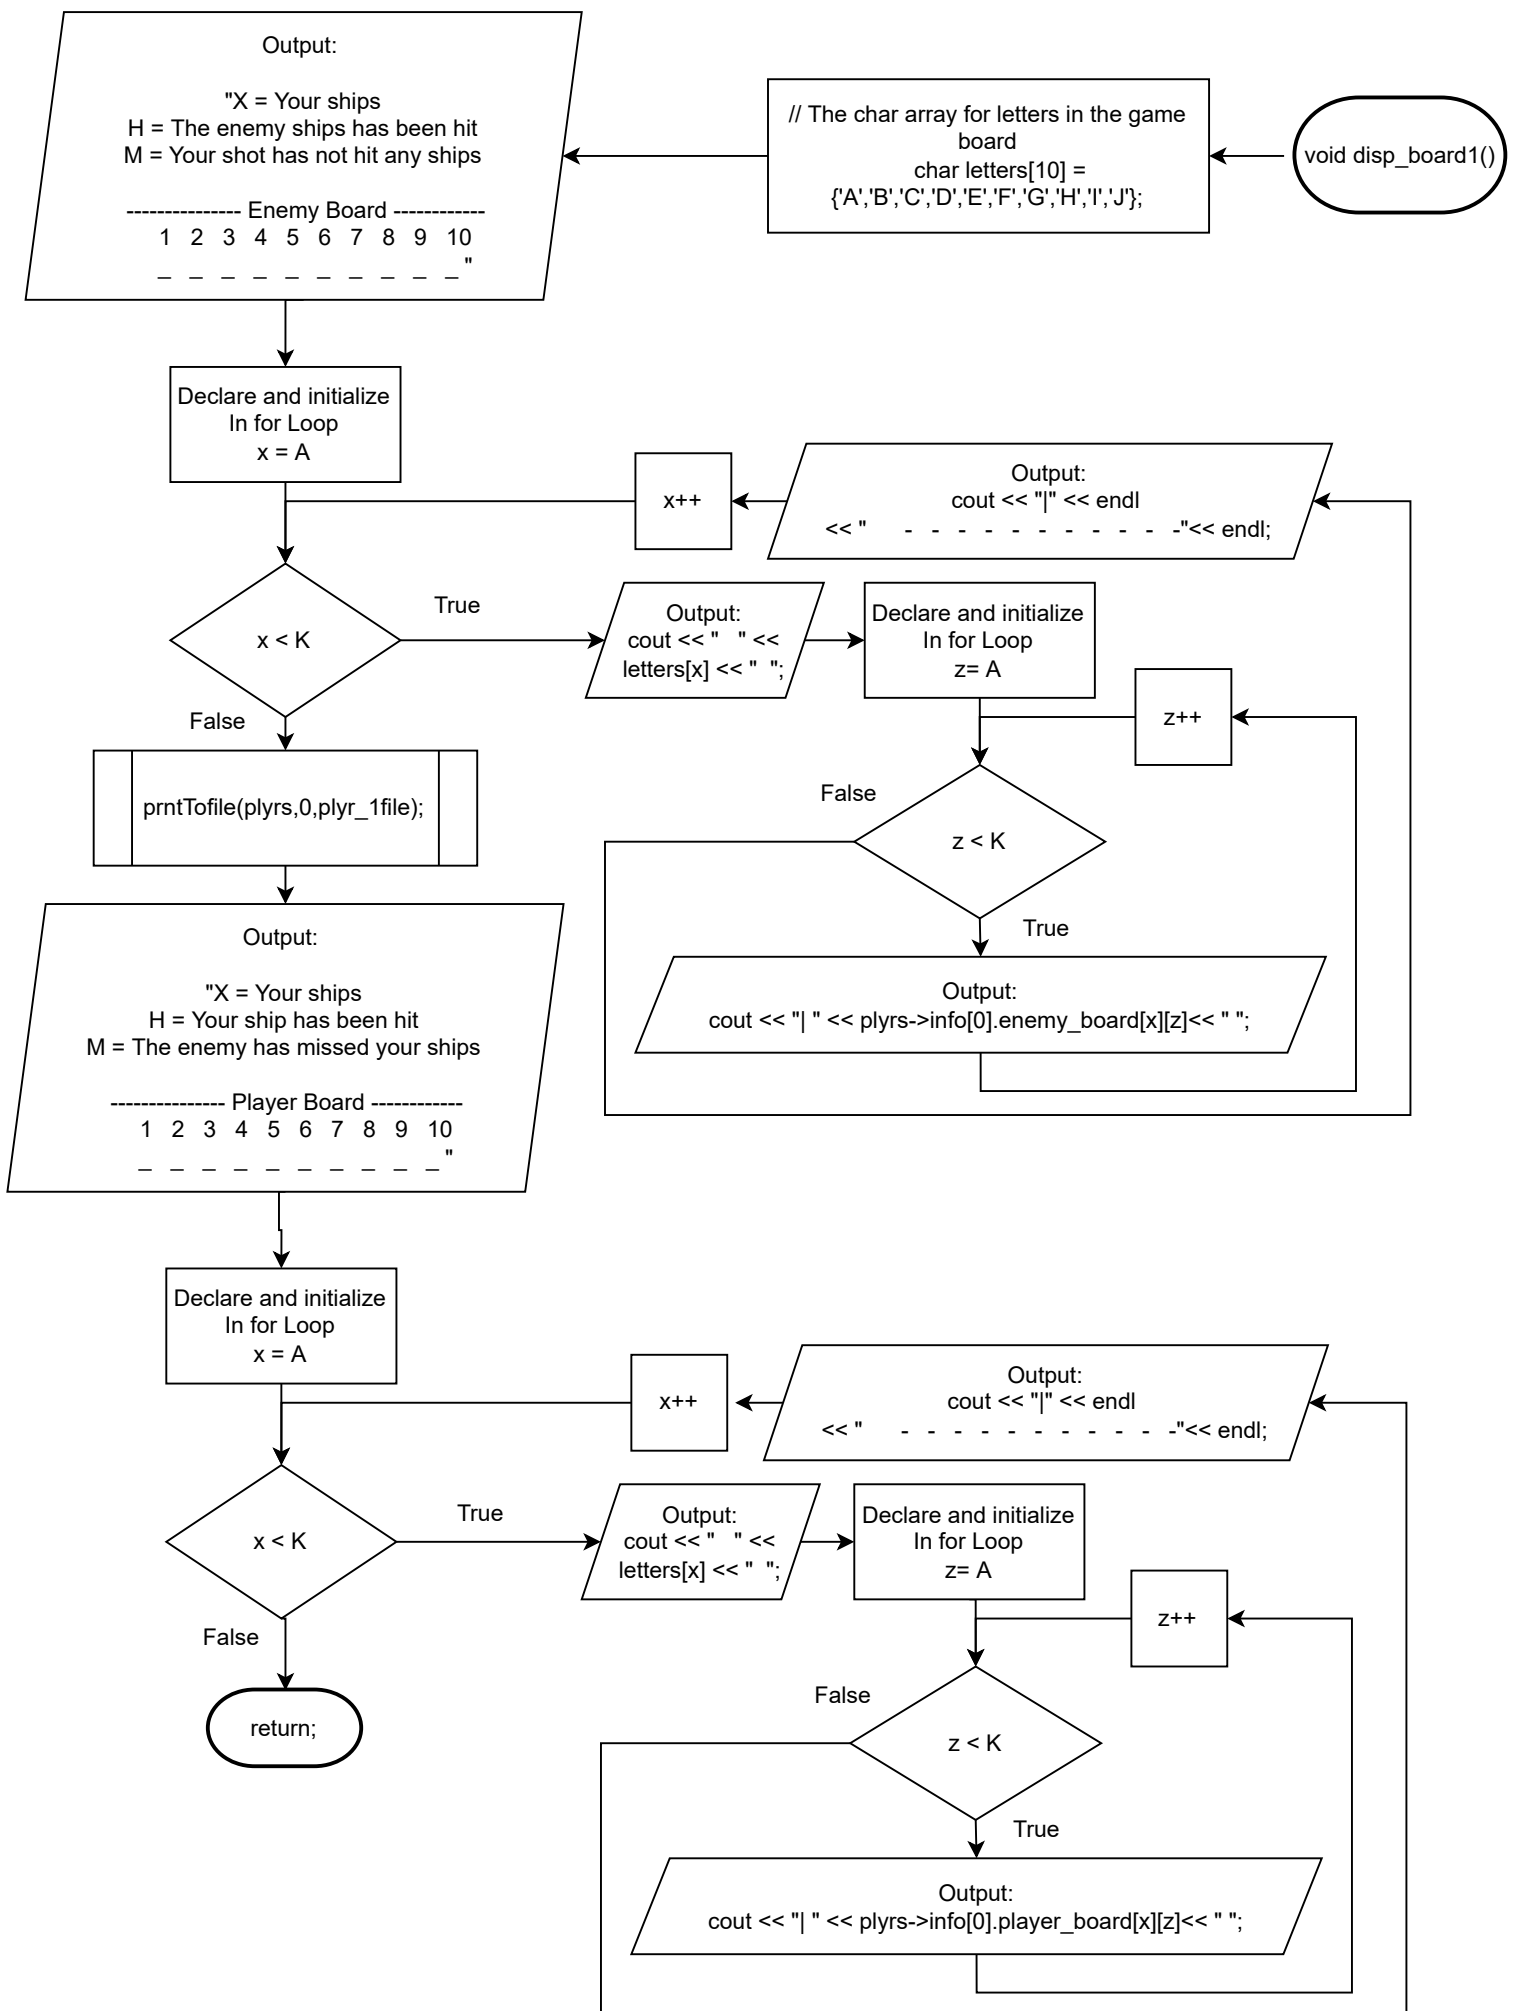 void disp_board1()
// The char array for letters in the game
board
char letters[10] =
{'A','B','C','D','E','F','G','H','I','J'};
Output:
"X = Your ships
H = The enemy ships has been hit
M = Your shot has not hit any ships
--------------- Enemy Board ------------
1 2 3 4 5 6 7 8 9 10
_ _ _ _ _ _ _ _ _ _ "
Declare and initialize
In for Loop
x = A
x++
Output:
cout << "|" << endl
<< "      -   -   -   -   -   -   -   -   -   -   -"<< endl;
x < K
True
Output:
cout << "   " <<
letters[x] << "  ";
Declare and initialize
In for Loop
z= A
z++
False
z < K
True
Output:
cout << "| " << plyrs->info[0].enemy_board[x][z]<< " ";
False
prntTofile(plyrs,0,plyr_1file);
Output:
"X = Your ships
H = Your ship has been hit
M = The enemy has missed your ships
--------------- Player Board ------------
1 2 3 4 5 6 7 8 9 10
_ _ _ _ _ _ _ _ _ _ "
Declare and initialize
In for Loop
x = A
x++
Output:
cout << "|" << endl
<< "      -   -   -   -   -   -   -   -   -   -   -"<< endl;
x < K
True
Output:
cout << "   " <<
letters[x] << "  ";
Declare and initialize
In for Loop
z= A
z++
False
z < K
True
Output:
cout << "| " << plyrs->info[0].player_board[x][z]<< " ";
False
return;